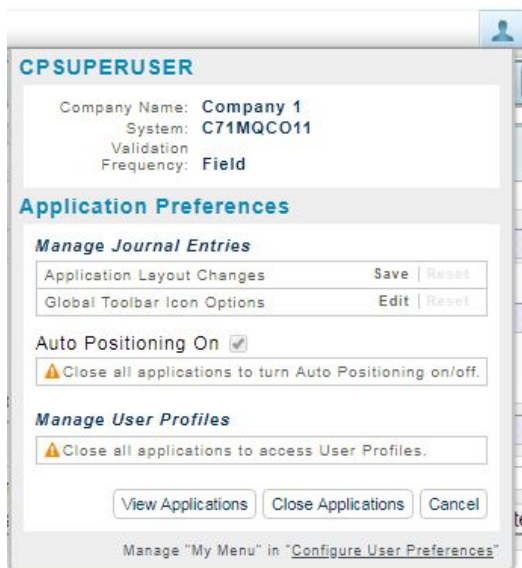 CPSUPERUSER
Company Name: Company 1
System: C71MQCO11
Validation
Frequency: Field
Application Preferences
Manage Journal Entries
Application Layout Changes Save | Reset
Global Toolbar Icon Options Edit | Reset
Auto Positioning On
Close all applications to turn Auto Positioning on/off.
Manage User Profiles
Close all applications to access User Profiles.
View Applications Close Applications Cancel
Manage "My Menu" in "Configure User Preferences"